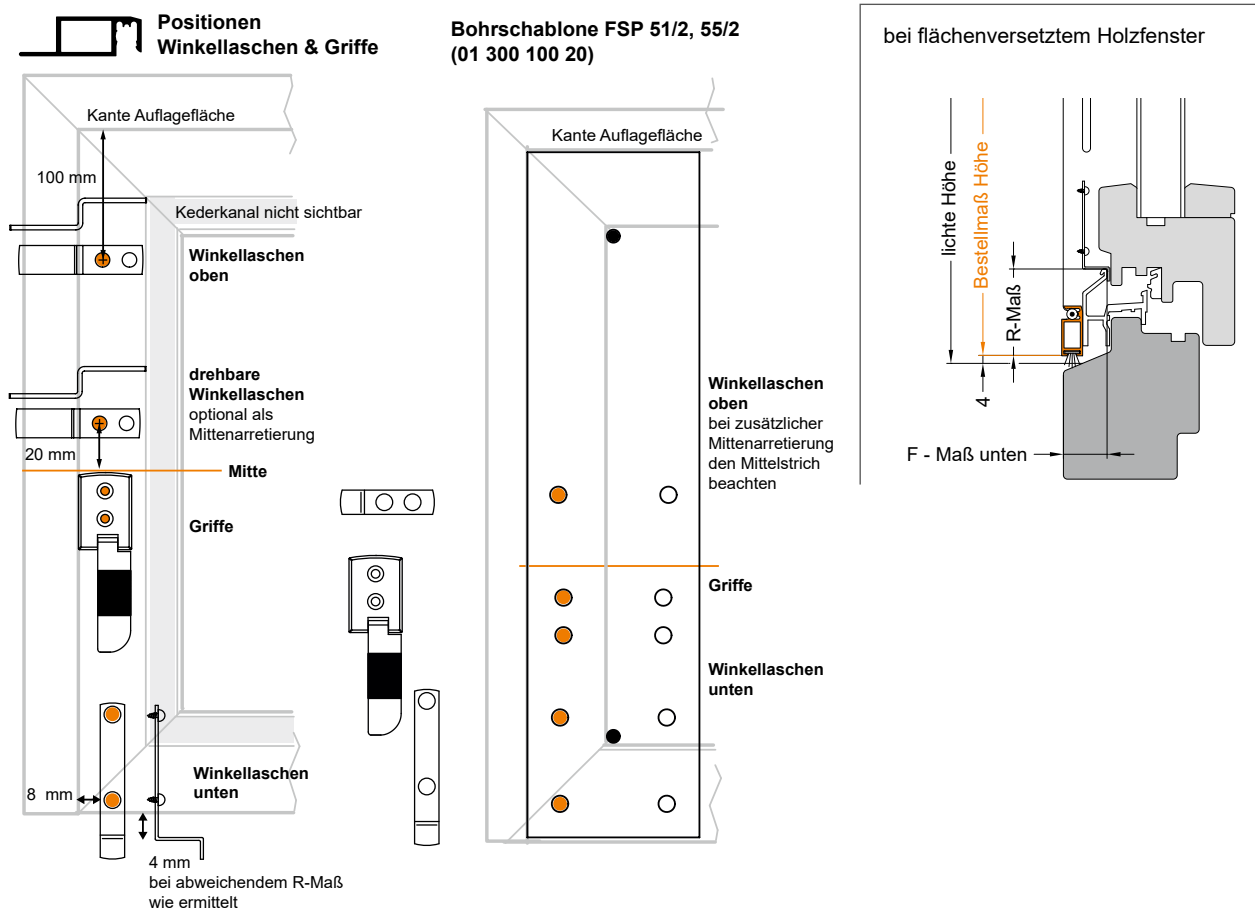 Positionen
Winkellaschen & Griffe
Kante Auflagefläche
100 mm
Kederkanal nicht sichtbar
Winkellaschen
oben
drehbare
Winkellaschen
optional als
Mittenarretierung
20 mm
Mitte
Griffe
Winkellaschen
unten
8 mm
4 mm
bei abweichendem R-Maß
wie ermittelt
Bohrschablone FSP 51/2, 55/2
(01 300 100 20)
Kante Auflagefläche
Winkellaschen
oben
bei zusätzlicher
Mittenarretierung
den Mittelstrich
beachten
Griffe
Winkellaschen
unten
bei flächenversetztem Holzfenster
lichte Höhe
Bestellmaß Höhe
R-Maß
4
F - Maß unten